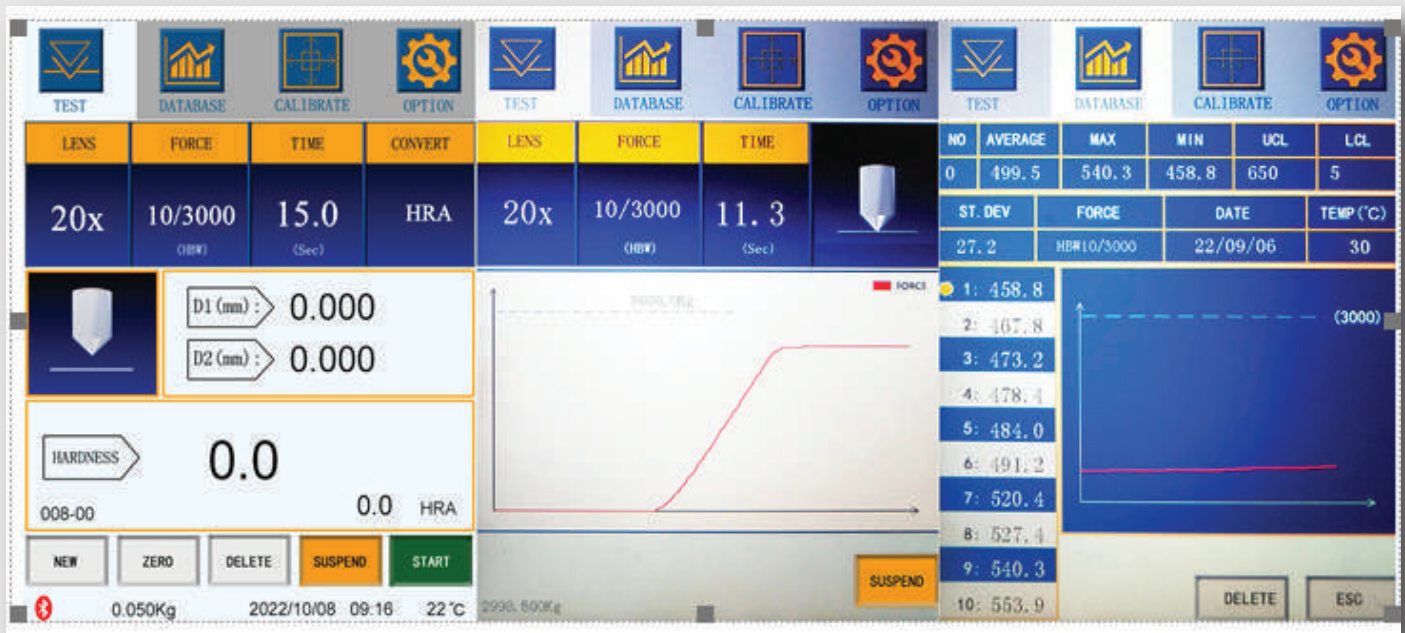 TEST DATABASE CALIBRATE OPTION
LENS FORCE TIME CONVERT
20x 10/3000 15.0 HRA
(HBW) (Sec)
D1(mm): 0.000
D2(mm): 0.000
HARDNESS 0.0
008-00 0.0 HRA
NEW ZERO DELETE SUSPEND START
0.050Kg 2022/10/08 09:16 22℃
TEST DATABASE CALIBRATE OPTION
LENS FORCE TIME
20x 10/3000 11.3
(HBW) (Sec)
FORCE
SUSPEND
TEST DATABASE CALIBRATE OPTION
NO AVERAGE MAX MIN UCL LCL
0 499.5 540.3 458.8 650 5
ST.DEV FORCE DATE TEMP(℃)
27.2 HBW10/3000 22/09/06 30
1: 458.8
2: 467.8
3: 473.2
4: 478.4
5: 484.0
6: 491.2
7: 520.4
8: 527.4
9: 540.3
10: 553.9
(3000)
DELETE ESC